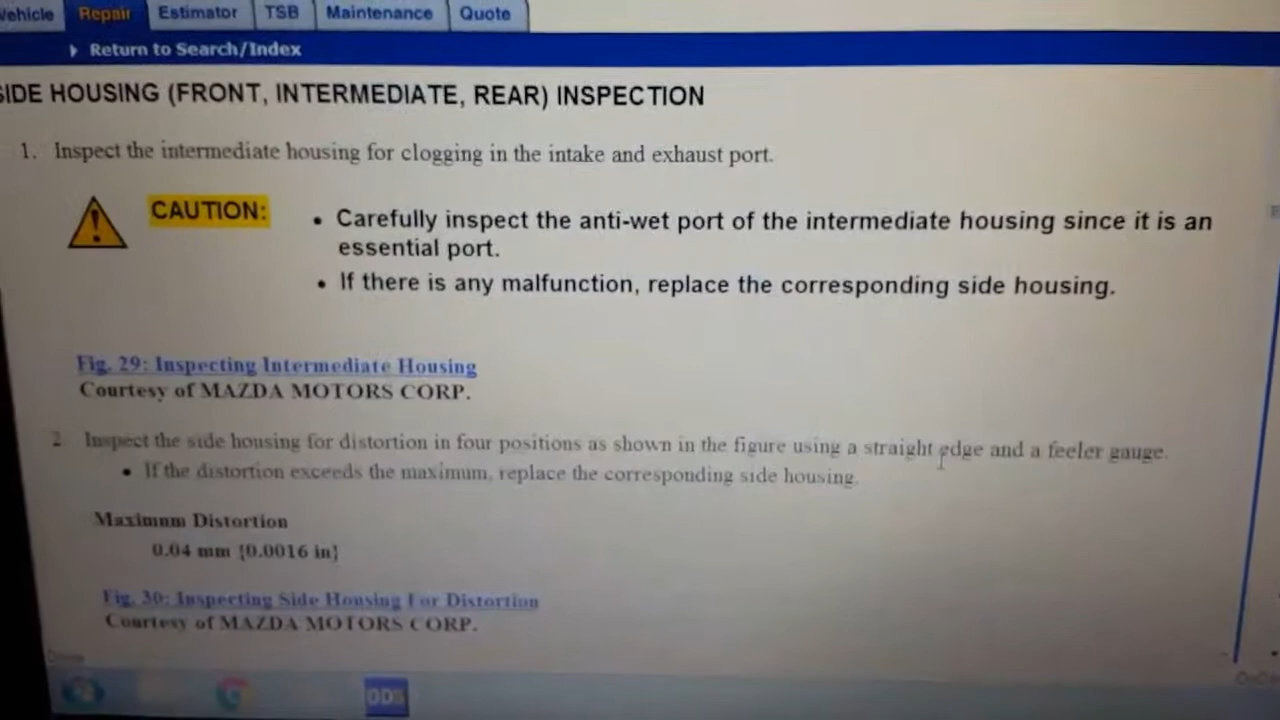 Vehicle Repair Estimator TSB Maintenance Quote
Return to Search/Index
SIDE HOUSING (FRONT, INTERMEDIATE, REAR) INSPECTION
1. Inspect the intermediate housing for clogging in the intake and exhaust port.
CAUTION:
• Carefully inspect the anti-wet port of the intermediate housing since it is an
essential port.
• If there is any malfunction, replace the corresponding side housing.
Fig. 29: Inspecting Intermediate Housing
Courtesy of MAZDA MOTORS CORP.
2 Inspect the side housing for distortion in four positions as shown in the figure using a straight edge and a feeler gauge.
• If the distortion exceeds the maximum, replace the corresponding side housing.
Maximum Distortion
0.04 mm {0.0016 in}
Fig. 30: Inspecting Side Housing For Distortion
Courtesy of MAZDA MOTORS CORP.